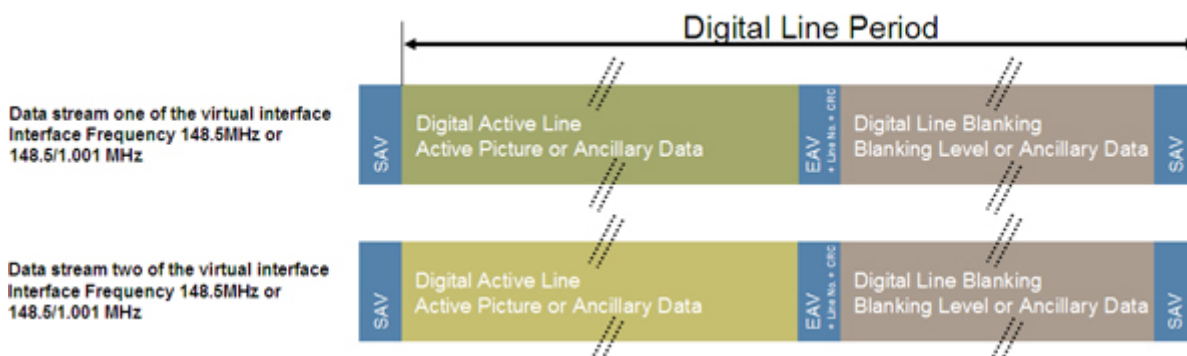 Digital Line Period
Data stream one of the virtual interface
Interface Frequency 148.5MHz or
148.5/1.001 MHz
SAV
Digital Active Line
Active Picture or Ancillary Data
EAV
+ Line No. + CRC
Digital Line Blanking
Blanking Level or Ancillary Data
SAV
Data stream two of the virtual interface
Interface Frequency 148.5MHz or
148.5/1.001 MHz
SAV
Digital Active Line
Active Picture or Ancillary Data
EAV
+ Line No. + CRC
Digital Line Blanking
Blanking Level or Ancillary Data
SAV